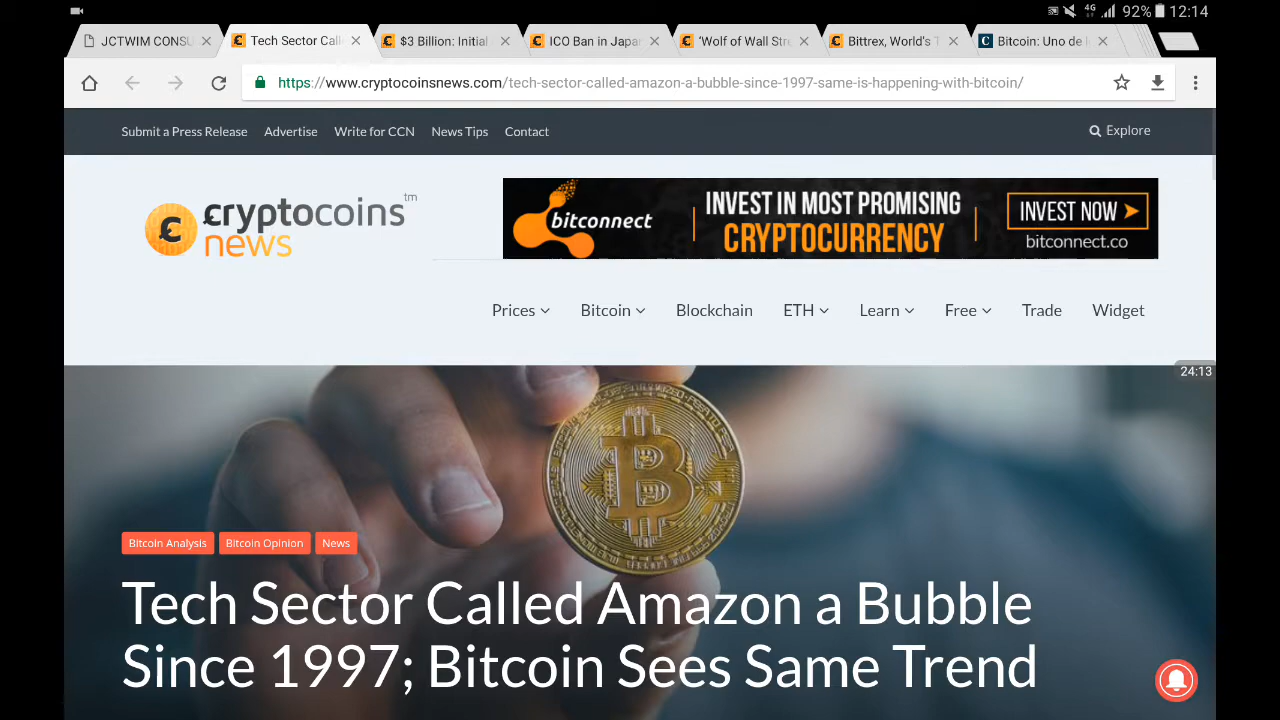 4G 92% 12:14
JCTWIM CONSU
Tech Sector Call
$3 Billion: Initial
ICO Ban in Japan
'Wolf of Wall Str
Bittrex, World's T
Bitcoin: Uno de l
https://www.cryptocoinsnews.com/tech-sector-called-amazon-a-bubble-since-1997-same-is-happening-with-bitcoin/
Submit a Press Release Advertise Write for CCN News Tips Contact Explore
cryptocoins tm
news
bitconnect
INVEST IN MOST PROMISING
CRYPTOCURRENCY
INVEST NOW
bitconnect.co
Prices Bitcoin Blockchain ETH Learn Free Trade Widget
24:13
Bitcoin Analysis Bitcoin Opinion News
Tech Sector Called Amazon a Bubble
Since 1997; Bitcoin Sees Same Trend